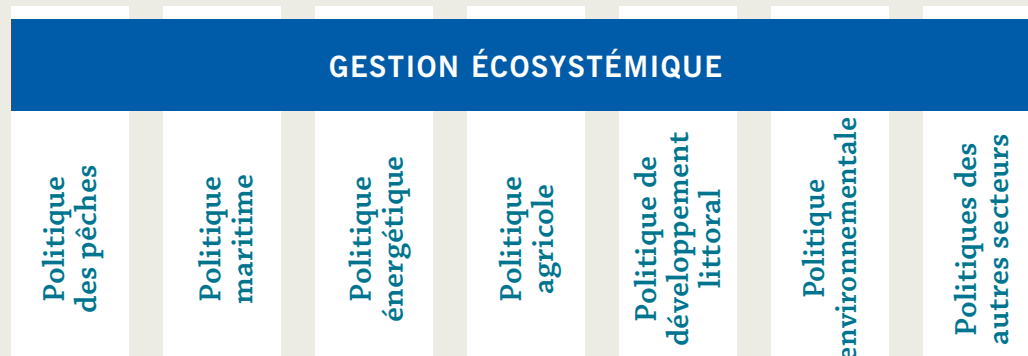 GESTION ÉCOSYSTÉMIQUE
Politique
des pêches
Politique
maritime
Politique
énergétique
Politique
agricole
Politique de
développement
littoral
Politique
environnementale
Politiques des
autres secteurs